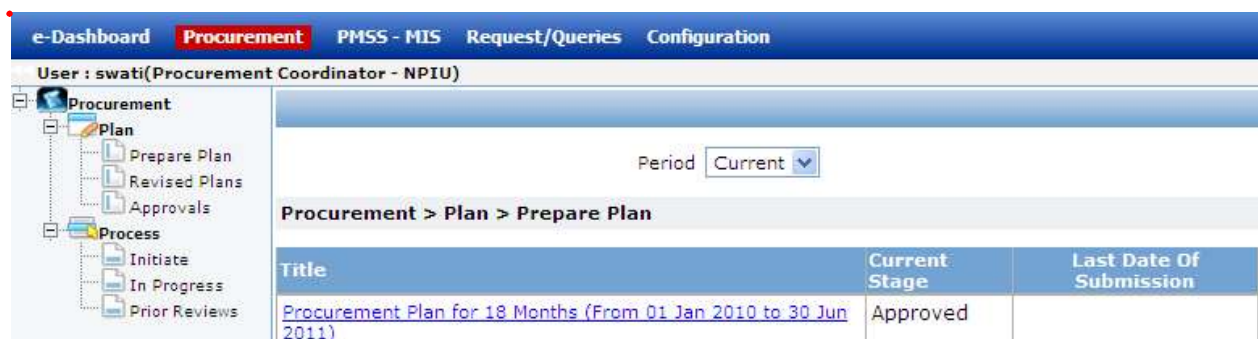 e-Dashboard Procurement PMSS - MIS Request/Queries Configuration
User : swati(Procurement Coordinator - NPIU)
Procurement
Plan
Prepare Plan
Revised Plans
Approvals
Process
Initiate
In Progress
Prior Reviews
Period Current
Procurement > Plan > Prepare Plan
Title Current Stage Last Date Of Submission
Procurement Plan for 18 Months (From 01 Jan 2010 to 30 Jun
2011) Approved